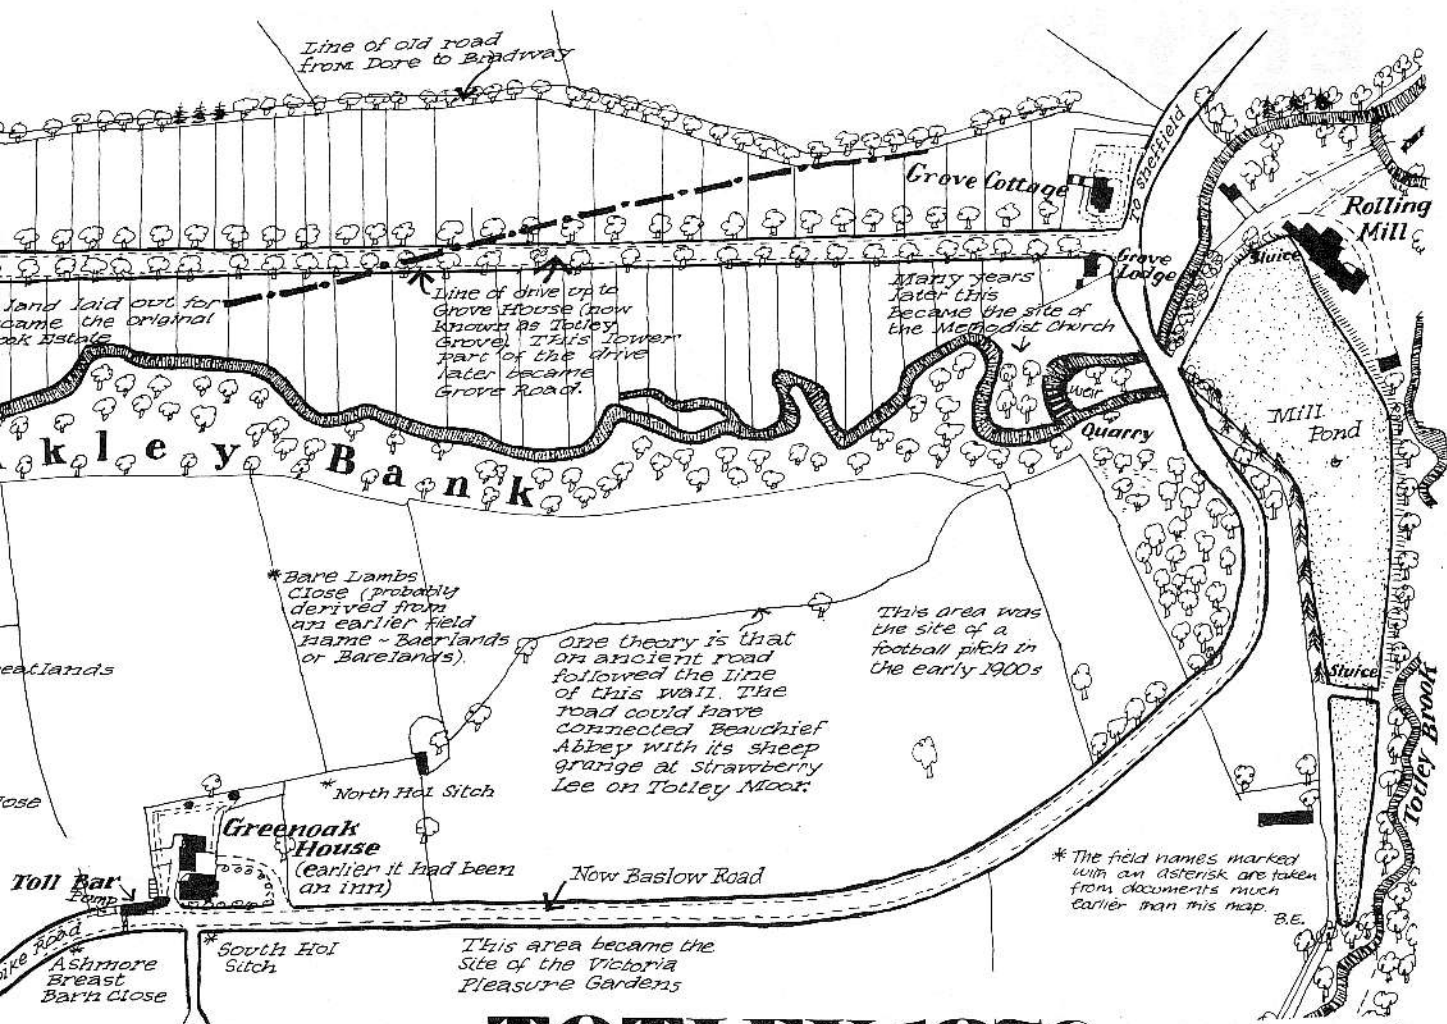 Line of old road
from Dore to Bradway
To Sheffield
Grove Cottage
Rolling
Mill
Sluice
Grove
Lodge
Many years
later this
became the site of
the Methodist Church
land laid out for
came the original
ok Estate
Line of drive up to
Grove House (now
known as Totley
Grove). This lower
part of the drive
later became
Grove Road.
Weir
Quarry
Mill
Pond
kley Bank
*Bare Lambs
Close (probably
derived from
an earlier field
name ~ Baerlands
or Barelands).
One theory is that
an ancient road
followed the line
of this wall. The
road could have
connected Beauchief
Abbey with its sheep
grange at Strawberry
Lee on Totley Moor.
This area was
the site of a
football pitch in
the early 1900s
eatlands
Sluice
Totley Brook
lose
*North Hol Sitch
Greenoak
House
(earlier it had been
an inn)
Toll Bar
Pump
Now Baslow Road
* The field names marked
with an asterisk are taken
from documents much
earlier than this map.
B.E.
pike Road
*
Ashmore
Breast
Barn Close
*South Hol
Sitch
This area became the
site of the Victoria
Pleasure Gardens